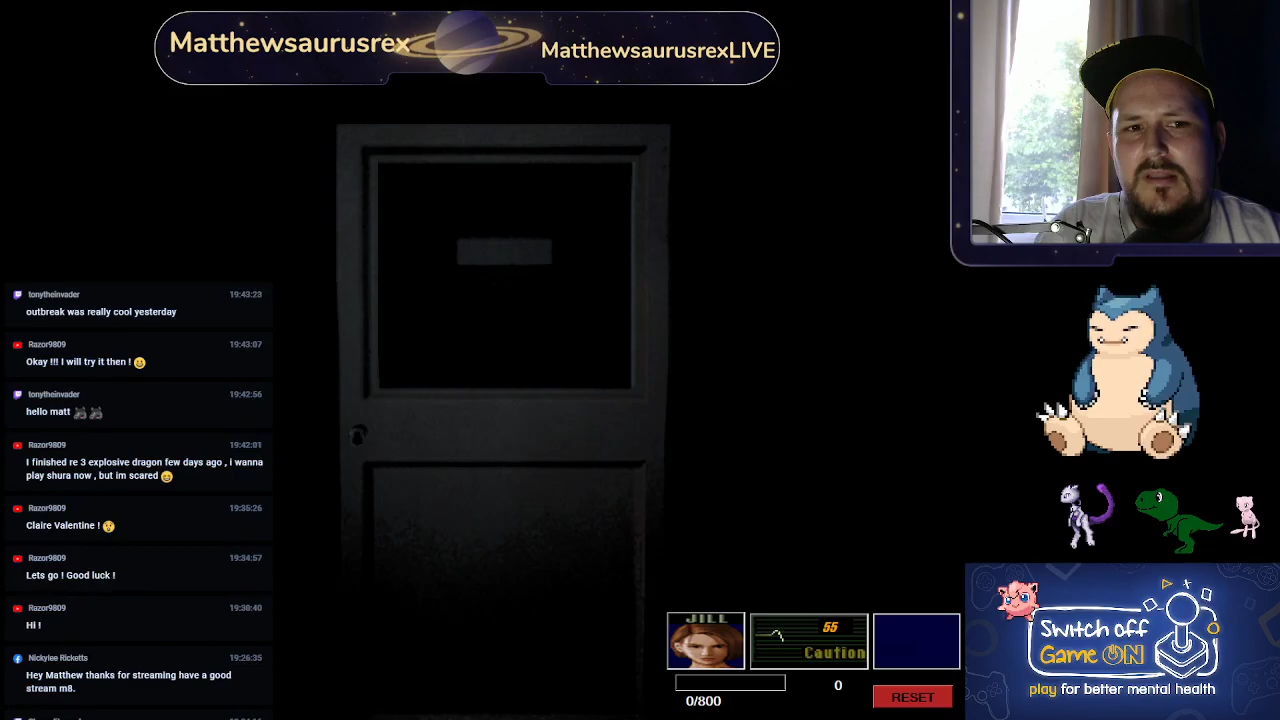 Matthewsaurusrex
MatthewsaurusrexLIVE
tonytheinvader 19:43:23
outbreak was really cool yesterday
Razor9809 19:43:07
Okay !!! I will try it then ! 😄
tonytheinvader 19:42:56
hello matt
Razor9809 19:42:01
I finished re 3 explosive dragon few days ago , i wanna
play shura now , but im scared 😄
Razor9809 19:35:26
Claire Valentine ! 😲
Razor9809 19:34:57
Lets go ! Good luck !
Razor9809 19:30:40
Hi !
Nickylee Ricketts 19:26:35
Hey Matthew thanks for streaming have a good
stream m8.
JILL
55
Caution
0/800
0
RESET
Switch off
Game ON
play for better mental health